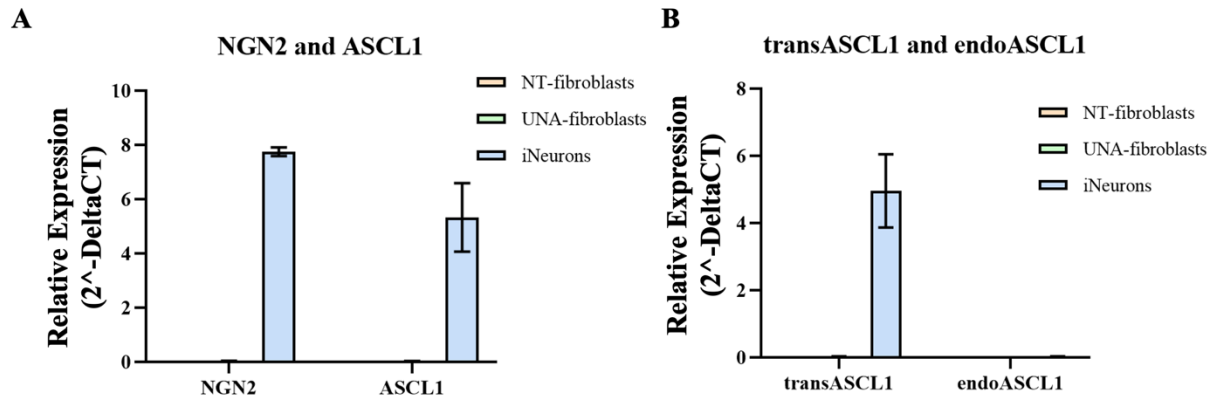 A
NGN2 and ASCL1
NT-fibroblasts
UNA-fibroblasts
iNeurons
Relative Expression
(2^-DeltaCT)
10
8
6
4
2
0
NGN2
ASCL1
B
transASCL1 and endoASCL1
NT-fibroblasts
UNA-fibroblasts
iNeurons
Relative Expression
(2^-DeltaCT)
8
6
4
2
0
transASCL1
endoASCL1